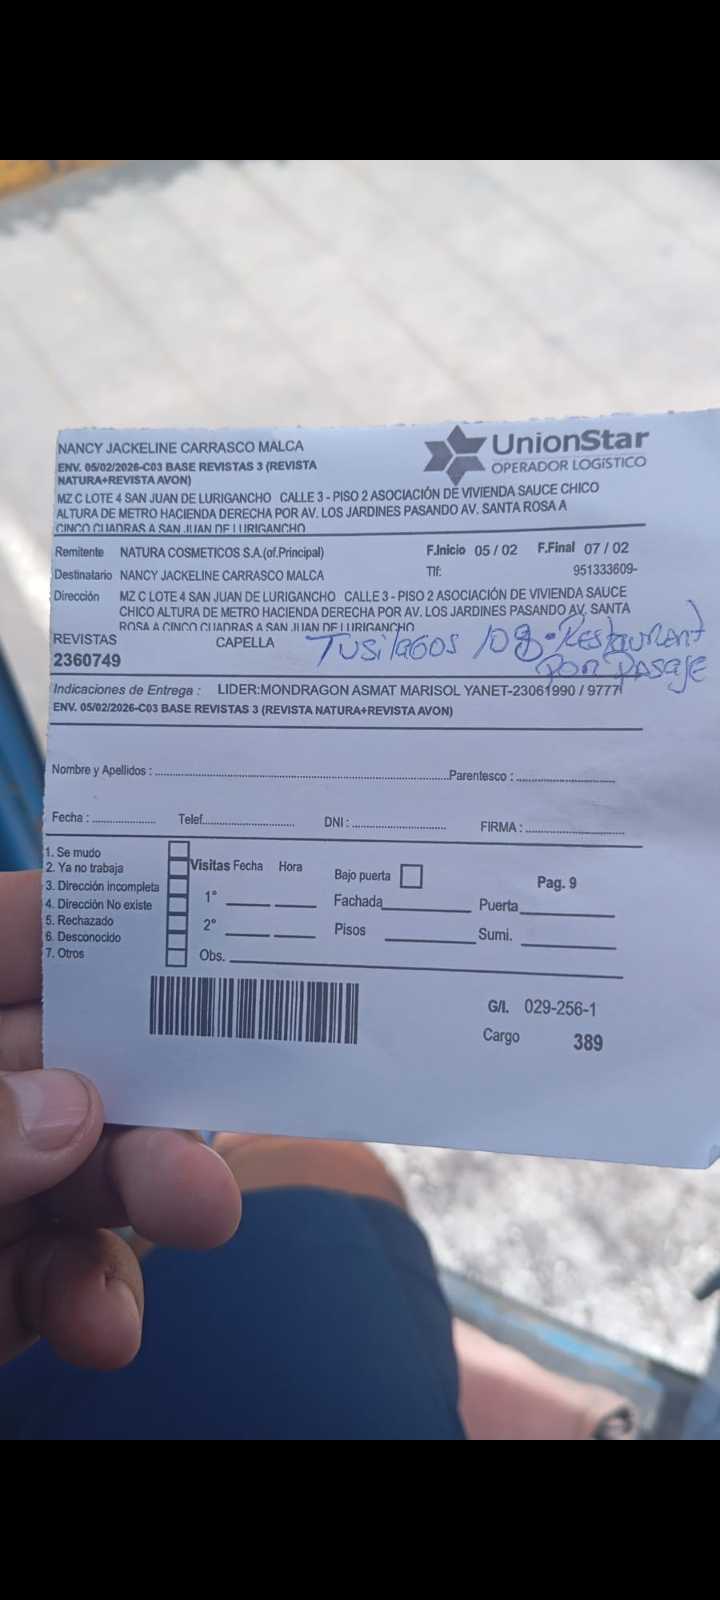 NANCY JACKELINE CARRASCO MALCA
UnionStar
OPERADOR LOGíSTICO
ENV. 05/02/2026-C03 BASE REVISTAS 3 (REVISTA
NATURA+REVISTA AVON)
MZ C LOTE 4 SAN JUAN DE LURIGANCHO CALLE 3 - PISO 2 ASOCIACIÓN DE VIVIENDA SAUCE CHICO
ALTURA DE METRO HACIENDA DERECHA POR AV. LOS JARDINES PASANDO AV. SANTA ROSA A
CINCO CUADRAS A SAN JUAN DE LURIGANCHO
Remitente NATURA COSMETICOS S.A.(of.Principal) F.Inicio 05 / 02 F.Final 07 / 02
Destinatario NANCY JACKELINE CARRASCO MALCA Tlf: 951333609-
Dirección MZ C LOTE 4 SAN JUAN DE LURIGANCHO CALLE 3 - PISO 2 ASOCIACIÓN DE VIVIENDA SAUCE
CHICO ALTURA DE METRO HACIENDA DERECHA POR AV. LOS JARDINES PASANDO AV. SANTA
ROSA A CINCO CUADRAS A SAN JUAN DE LURIGANCHO
REVISTAS CAPELLA Tusilagos 108-Restaurant
2360749 por pasaje
Indicaciones de Entrega : LIDER:MONDRAGON ASMAT MARISOL YANET-23061990 / 9777
ENV. 05/02/2026-C03 BASE REVISTAS 3 (REVISTA NATURA+REVISTA AVON)
Nombre y Apellidos : Parentesco :
Fecha : Telef. DNI : FIRMA :
1. Se mudo
2. Ya no trabaja
3. Dirección incompleta
4. Dirección No existe
5. Rechazado
6. Desconocido
7. Otros
Visitas Fecha Hora
1°
2°
Obs.
Bajo puerta
Fachada
Pisos
Pag. 9
Puerta
Sumi.
G/I. 029-256-1
Cargo 389